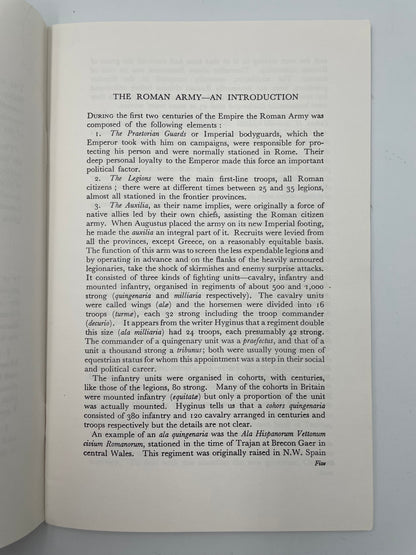 THE ROMAN ARMY—AN INTRODUCTION
DURING the first two centuries of the Empire the Roman Army was
composed of the following elements :
1. The Praetorian Guards or Imperial bodyguards, which the
Emperor took with him on campaigns, were responsible for pro-
tecting his person and were normally stationed in Rome. Their
deep personal loyalty to the Emperor made this force an important
political factor.
2. The Legions were the main first-line troops, all Roman
citizens ; there were at different times between 25 and 35 legions,
almost all stationed in the frontier provinces.
3. The Auxilia, as their name implies, were originally a force of
native allies led by their own chiefs, assisting the Roman citizen
army. When Augustus placed the army on its new Imperial footing,
he made the auxilia an integral part of it. Recruits were levied from
all the provinces, except Greece, on a reasonably equitable basis.
The function of this arm was to screen the less expendable legions and
by operating in advance and on the flanks of the heavily armoured
legionaries, take the shock of skirmishes and enemy surprise attacks.
It consisted of three kinds of fighting units—cavalry, infantry and
mounted infantry, organised in regiments of about 500 and 1,000
strong (quingenaria and milliaria respectively). The cavalry units
were called wings (alæ) and the horsemen were divided into 16
troops (turmæ), each 32 strong including the troop commander
(decurio). It appears from the writer Hyginus that a regiment double
this size (ala milliaria) had 24 troops, each presumably 42 strong.
The commander of a quingenary unit was a praefectus, and that of
a unit a thousand strong a tribunus; both were usually young men of
equestrian status for whom this appointment was a step in their social
and political career.
The infantry units were organised in cohorts, with centuries,
like those of the legions, 80 strong. Many of the cohorts in Britain
were mounted infantry (equitatæ) but only a proportion of the unit
was actually mounted. Hyginus tells us that a cohors quingenaria
consisted of 380 infantry and 120 cavalry arranged in centuries and
troops respectively but the details are not clear.
An example of an ala quingenaria was the Ala Hispanorum Vettonum
civium Romanorum, stationed in the time of Trajan at Brecon Gaer in
central Wales. This regiment was originally raised in N.W. Spain
Five